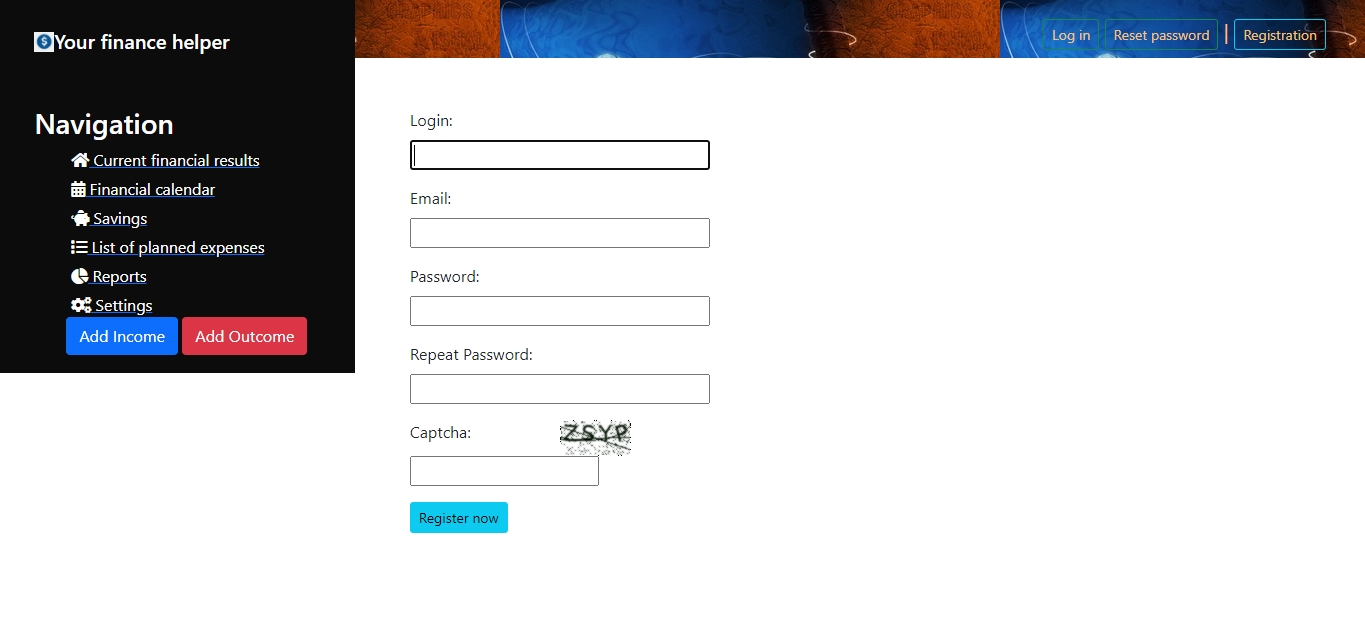 Your finance helper
Log in
Reset password
|
Registration
Navigation
Current financial results
Financial calendar
Savings
List of planned expenses
Reports
Settings
Add Income
Add Outcome
Login:
Email:
Password:
Repeat Password:
Captcha:
ZSYP
Register now